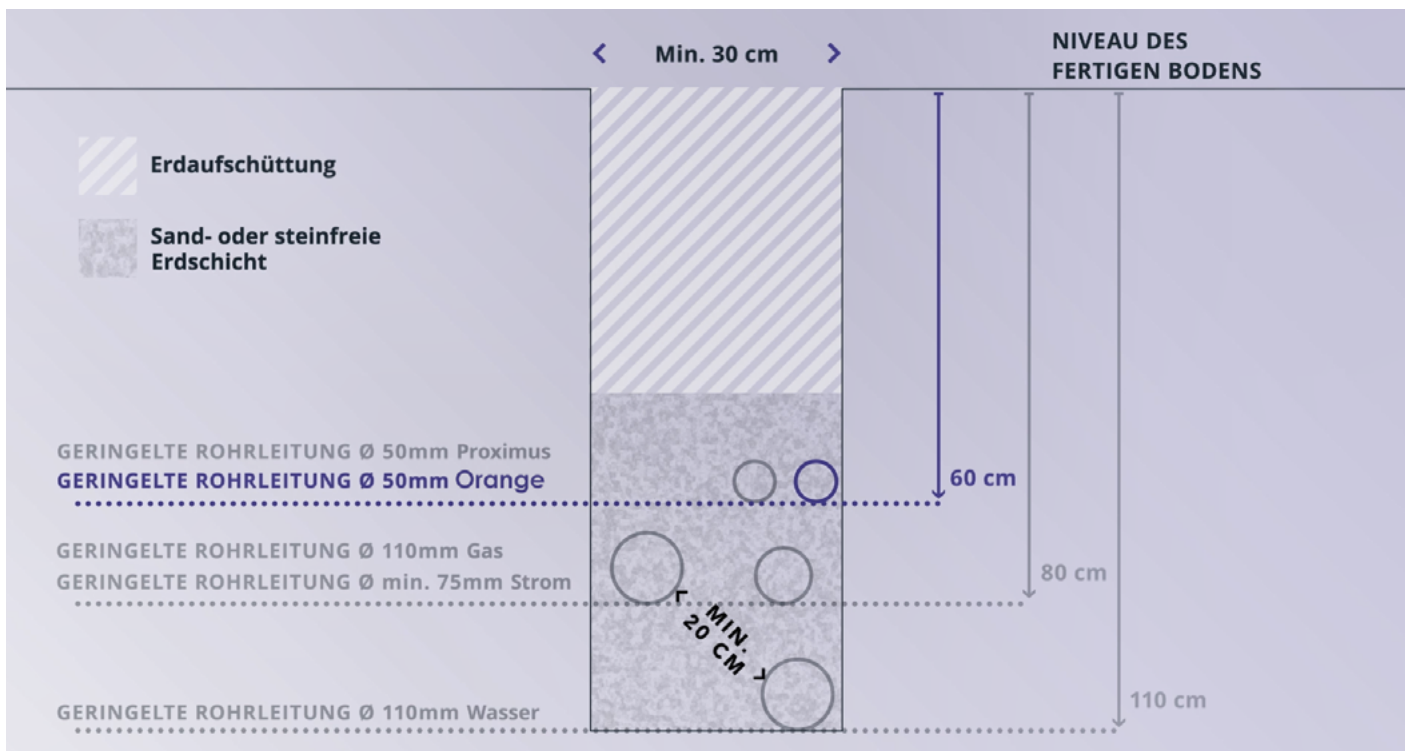 Min. 30 cm
NIVEAU DES
FERTIGEN BODENS
Erdaufschüttung
Sand- oder steinfreie
Erdschicht
GERINGELTE ROHRLEITUNG Ø 50mm Proximus
GERINGELTE ROHRLEITUNG Ø 50mm Orange
60 cm
GERINGELTE ROHRLEITUNG Ø 110mm Gas
GERINGELTE ROHRLEITUNG Ø min. 75mm Strom
80 cm
MIN.
20 CM
GERINGELTE ROHRLEITUNG Ø 110mm Wasser
110 cm